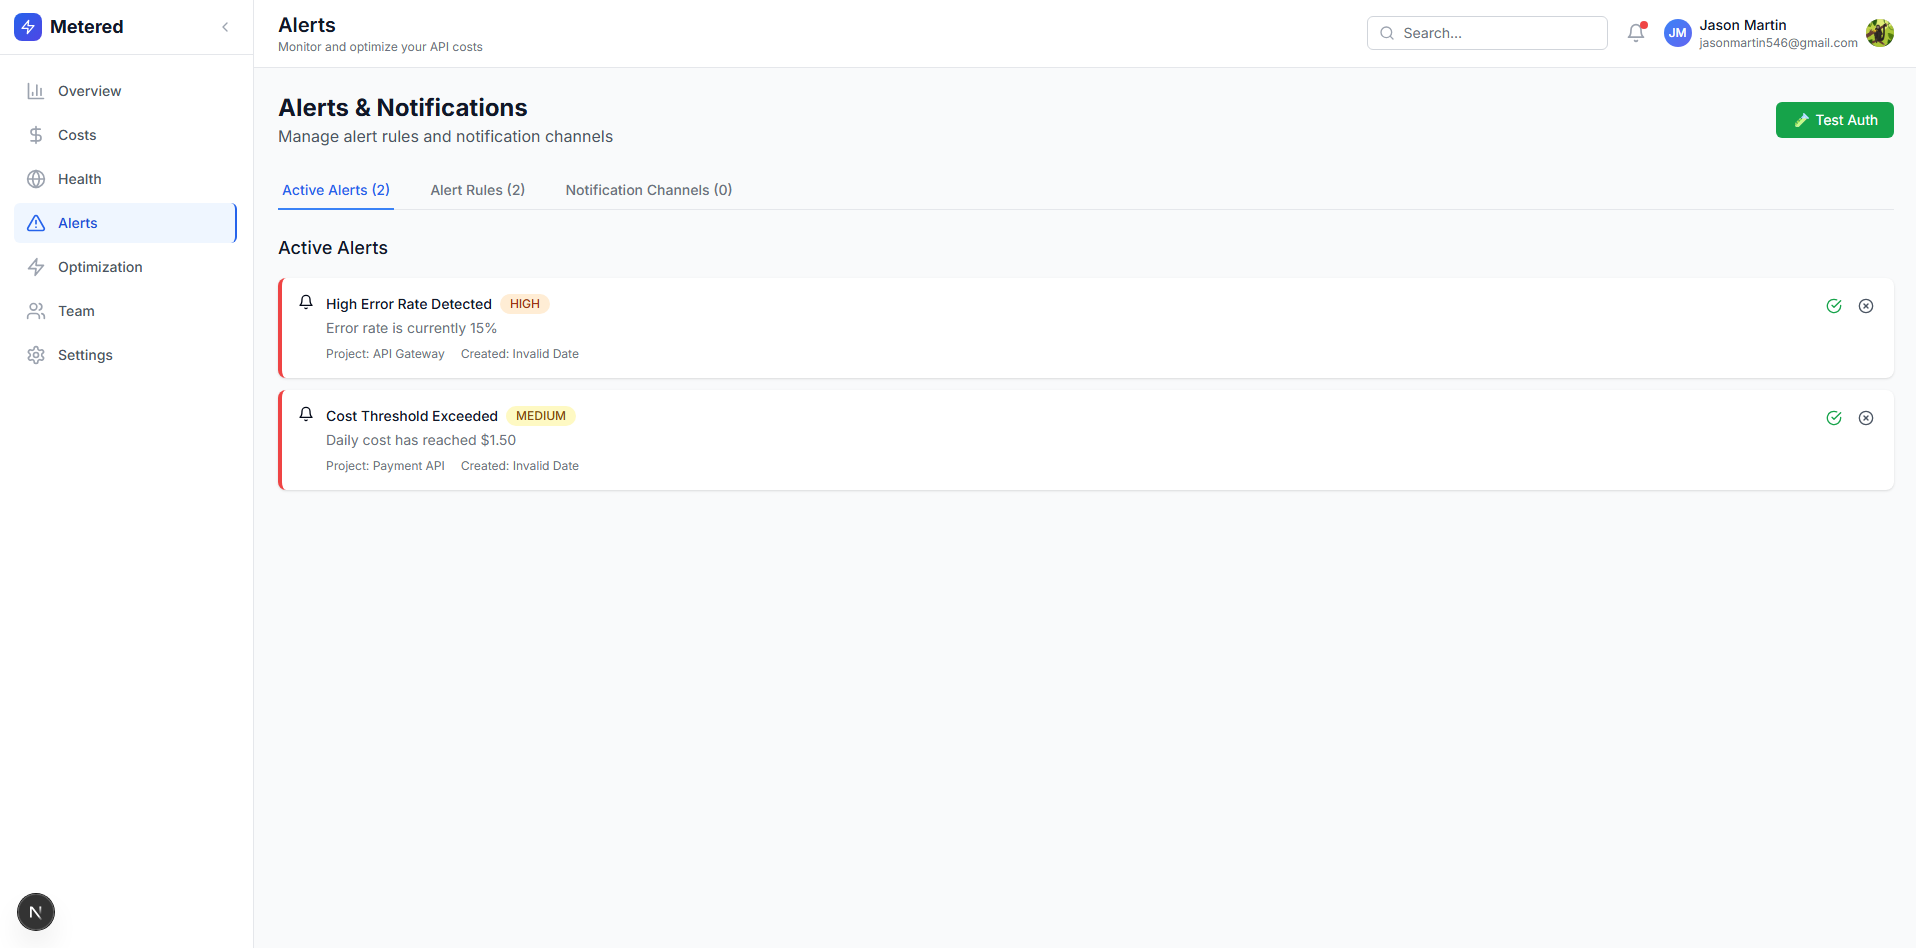 Metered
Overview
Costs
Health
Alerts
Optimization
Team
Settings
N
Alerts
Monitor and optimize your API costs
Search...
JM
Jason Martin
jasonmartin546@gmail.com
Alerts & Notifications
Manage alert rules and notification channels
Test Auth
Active Alerts (2) Alert Rules (2) Notification Channels (0)
Active Alerts
High Error Rate Detected HIGH
Error rate is currently 15%
Project: API Gateway Created: Invalid Date
Cost Threshold Exceeded MEDIUM
Daily cost has reached $1.50
Project: Payment API Created: Invalid Date